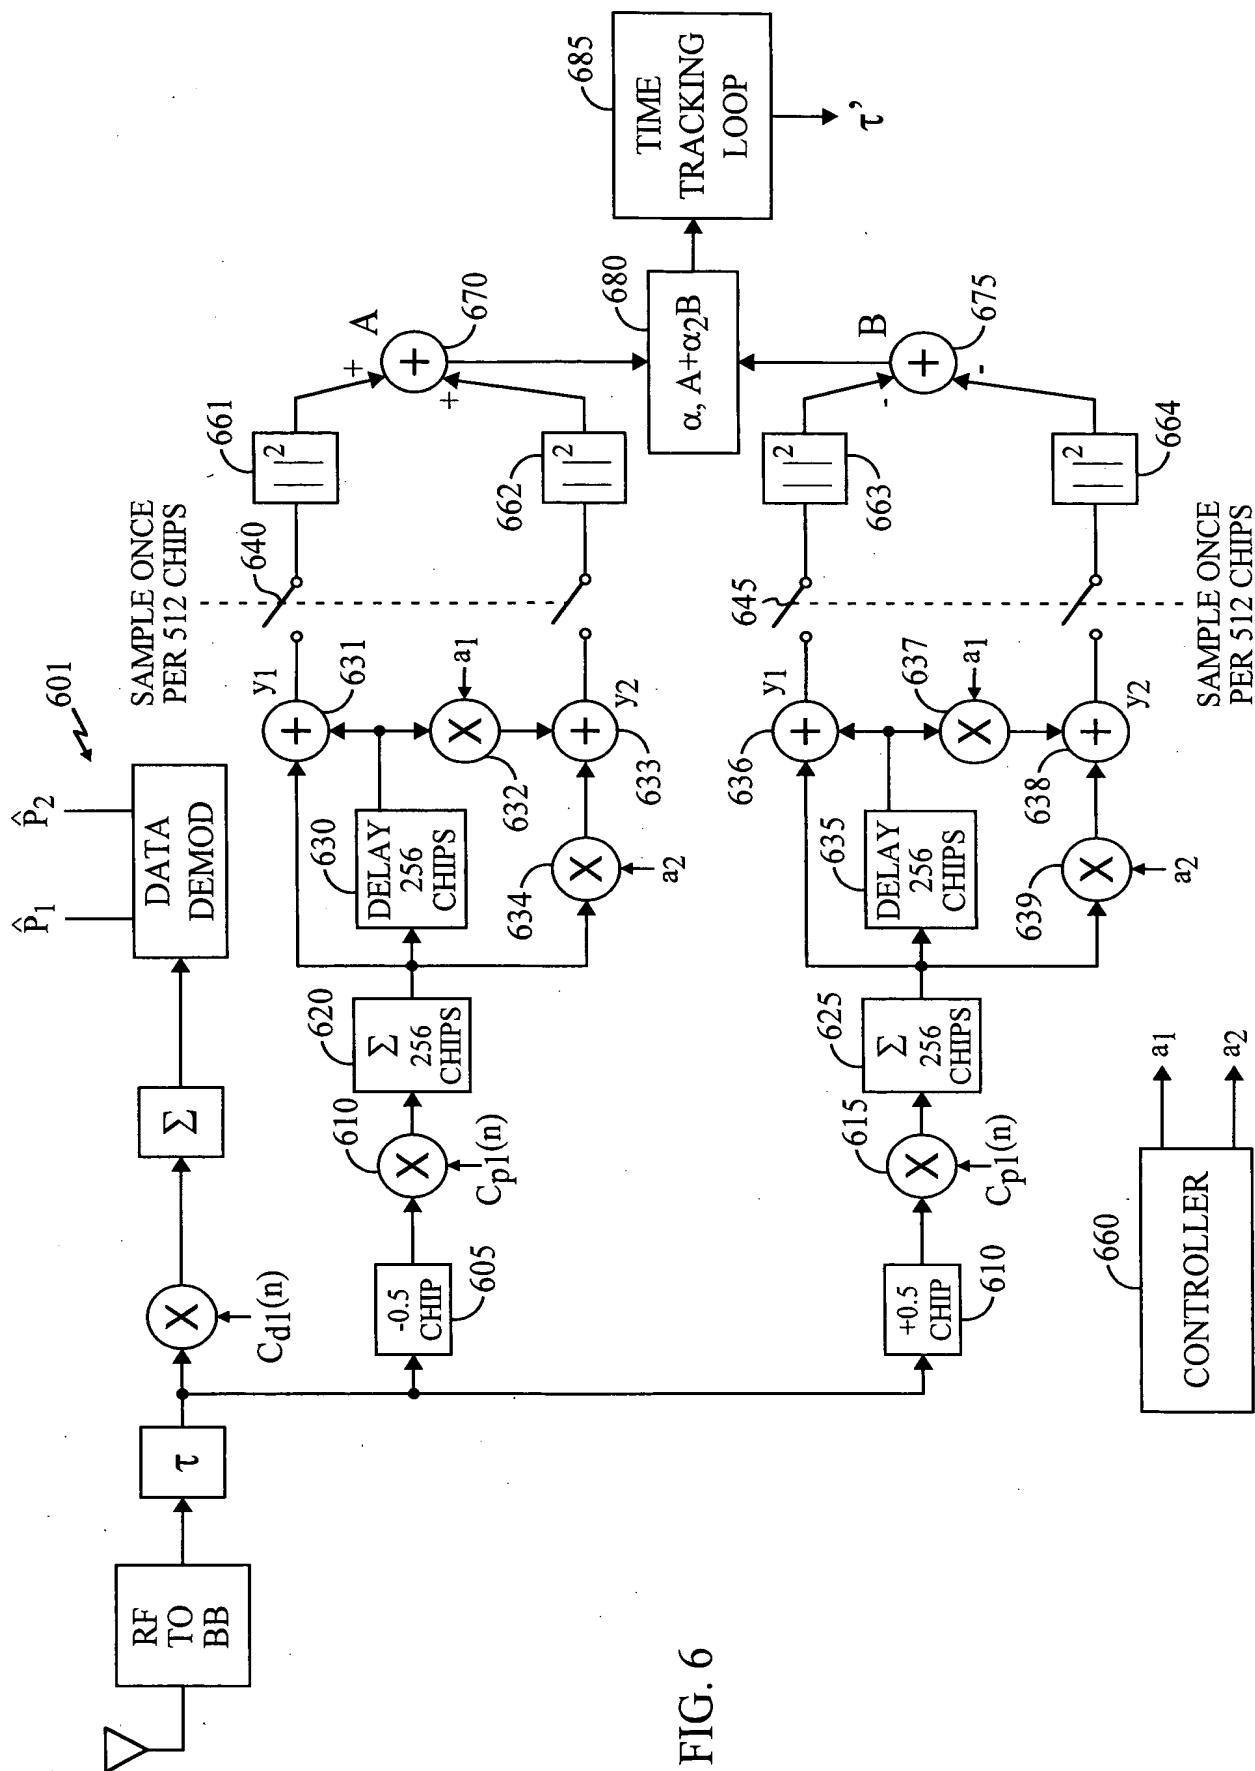 601
P̂1
P̂2
RF
TO
BB
τ
X
Cd1(n)
Σ
DATA
DEMOD
-0.5
CHIP
605
610
X
Cp1(n)
620
Σ
256
CHIPS
630
DELAY
256
CHIPS
y1
+
631
X
632
a1
+
633
y2
634
X
a2
SAMPLE ONCE
PER 512 CHIPS
640
661
||2
662
||2
A
+
+
+
670
680
α, A+α2B
685
TIME
TRACKING
LOOP
τ’
+0.5
CHIP
610
615
X
Cp1(n)
625
Σ
256
CHIPS
635
DELAY
256
CHIPS
636
y1
+
637
X
a1
638
+
y2
639
X
a2
645
SAMPLE ONCE
PER 512 CHIPS
663
||2
664
||2
B
-
-
+
675
660
CONTROLLER
a1
a2
FIG. 6